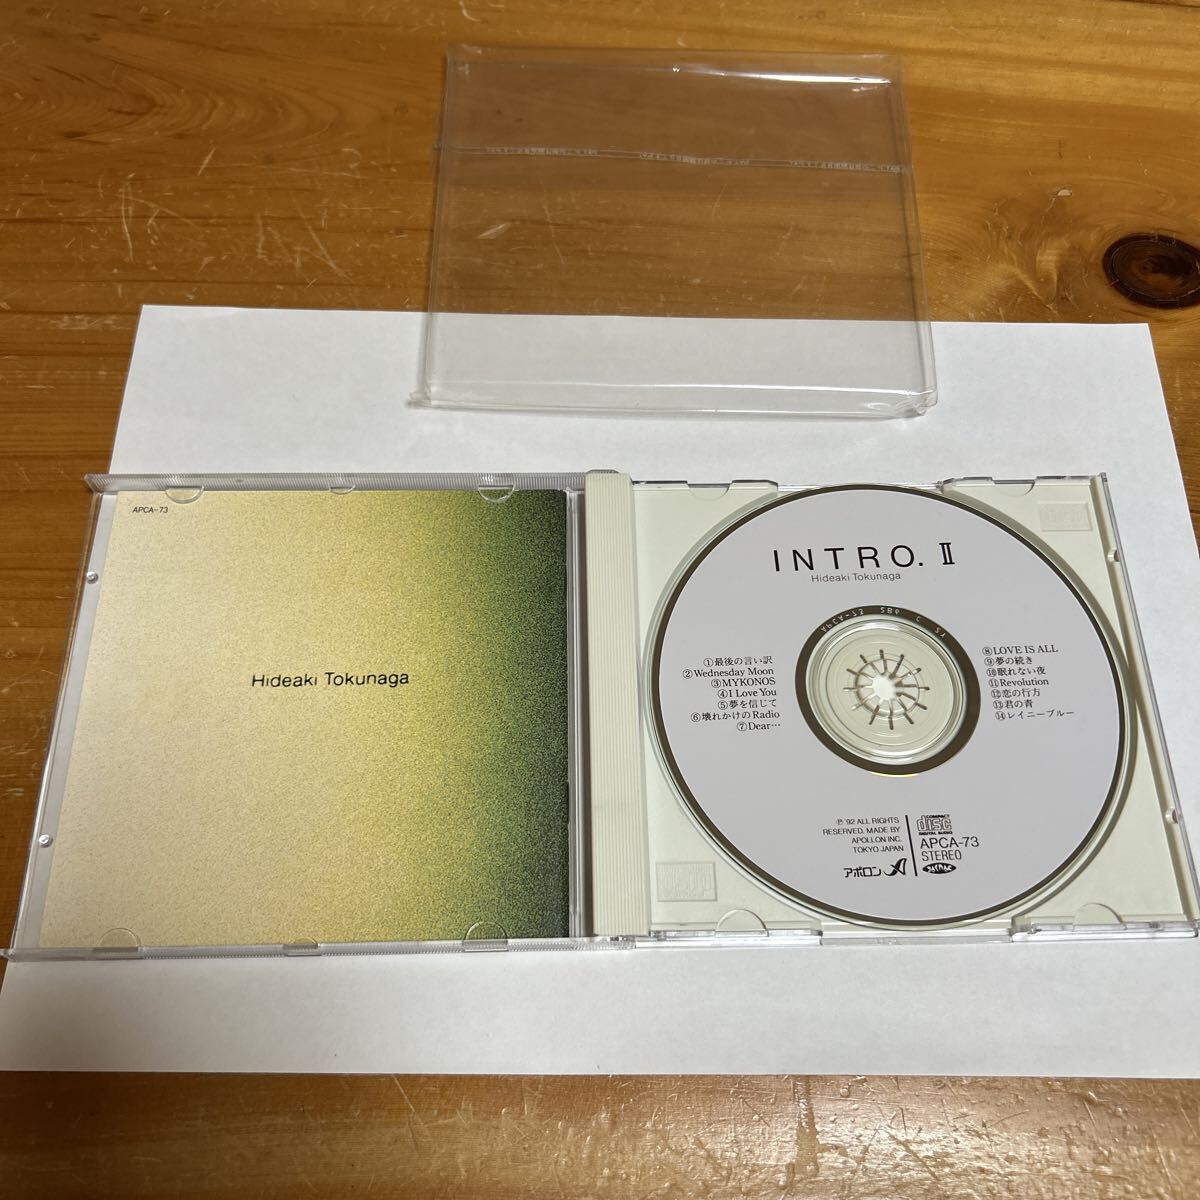 APCA-73
Hideaki Tokunaga
INTRO. Ⅱ
Hideaki Tokunaga
①最後の言い訳
②Wednesday Moon
③MYKONOS
④I Love You
⑤夢を信じて
⑥壊れかけのRadio
⑦Dear…
⑧LOVE IS ALL
⑨夢の続き
⑩眠れない夜
⑪Revolution
⑫恋の行方
⑬君の青
⑭レイニーブルー
Ⓟ '92 ALL RIGHTS
RESERVED. MADE BY
APOLLON INC.
TOKYO JAPAN
アポロン
COMPACT
disc
DIGITAL AUDIO
APCA-73
STEREO